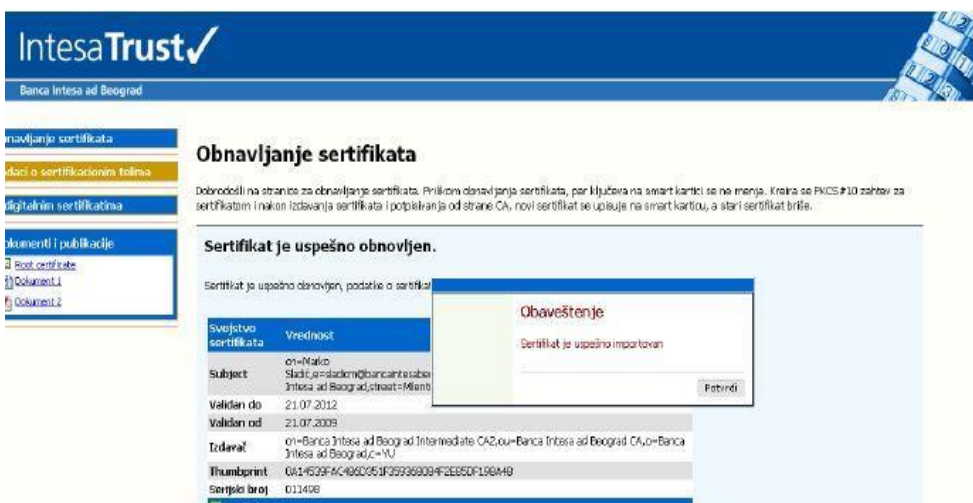 IntesaTrust
Banca Intesa ad Beograd
navljanje sertifikata
daci o sertifikacionim telima
digitalnim sertifikatima
okumenti i publikacije
Root certificate
Dokument 1
Dokument 2
Obnavljanje sertifikata
Dobrodošli na stranice za obnavljanje sertifikata. Prilikom obnavljanja sertifikata, par ključeva na smart kartici se ne menja. Kreira se PKCS#10 zahtev za
sertifikatom i nakon izdavanja sertifikata i potpisivanja od strane CA, novi sertifikat se upisuje na smart karticu, a stari sertifikat briše.
Sertifikat je uspešno obnovljen.
Sertifikat je uspešno obnovljen, podatke o sertifikat
Obaveštenje
Sertifikat je uspešno importovan
Potvrdi
Svojstvo sertifikata Vrednost
Subject cn=Marko
Intesa ad Beograd,street=
Validan do 21.07.2012
Validan od 21.07.2009
Izdavač cn=Banca Intesa ad Beograd Intermediate CA2,ou=Banca Intesa ad Beograd CA,o=Banca
Intesa ad Beograd,c=YU
Thumbprint
Serijski broj 011498